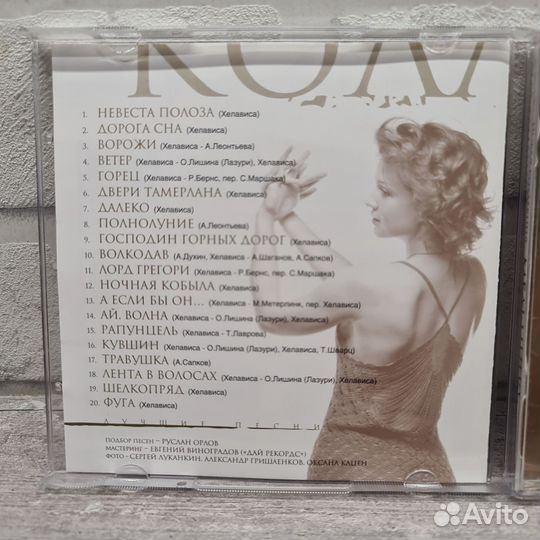 КОЛ
1. НЕВЕСТА ПОЛОЗА (Хелависа)
2. ДОРОГА СНА (Хелависа)
3. ВОРОЖИ (Хелависа - А.Леонтьева)
4. ВЕТЕР (Хелависа - О.Лишина (Лазури), Хелависа)
5. ГОРЕЦ (Хелависа - Р.Бернс, пер. С.Маршака)
6. ДВЕРИ ТАМЕРЛАНА (Хелависа)
7. ДАЛЕКО (Хелависа)
8. ПОЛНОЛУНИЕ (А.Леонтьева)
9. ГОСПОДИН ГОРНЫХ ДОРОГ (Хелависа)
10. ВОЛКОДАВ (А.Духин, Хелависа - А.Шаганов, А.Сапков)
11. ЛОРД ГРЕГОРИ (Хелависа - Р.Бернс, пер. С.Маршака)
12. НОЧНАЯ КОБЫЛА (Хелависа)
13. А ЕСЛИ БЫ ОН... (Хелависа - М.Метерлинк, пер. Хелависа)
14. АЙ, ВОЛНА (Хелависа - О.Лишина (Лазури), Хелависа)
15. РАПУНЦЕЛЬ (Хелависа - Т.Лаврова)
16. КУВШИН (Хелависа - О.Лишина (Лазури), Хелависа, Т.Шварц)
17. ТРАВУШКА (А.Сапков)
18. ЛЕНТА В ВОЛОСАХ (Хелависа - О.Лишина (Лазури), Хелависа)
19. ШЕЛКОПРЯД (Хелависа)
20. ФУГА (Хелависа)
ЛУЧШИЕ ПЕСНИ
ПОДБОР ПЕСЕН – РУСЛАН ОРЛОВ
МАСТЕРИНГ – ЕВГЕНИЙ ВИНОГРАДОВ («ДАЙ РЕКОРДС»)
ФОТО – СЕРГЕЙ ЛУКАНКИН, АЛЕКСАНДР ГРИШАЕНКОВ, ОКСАНА КАЦЕН
Avito